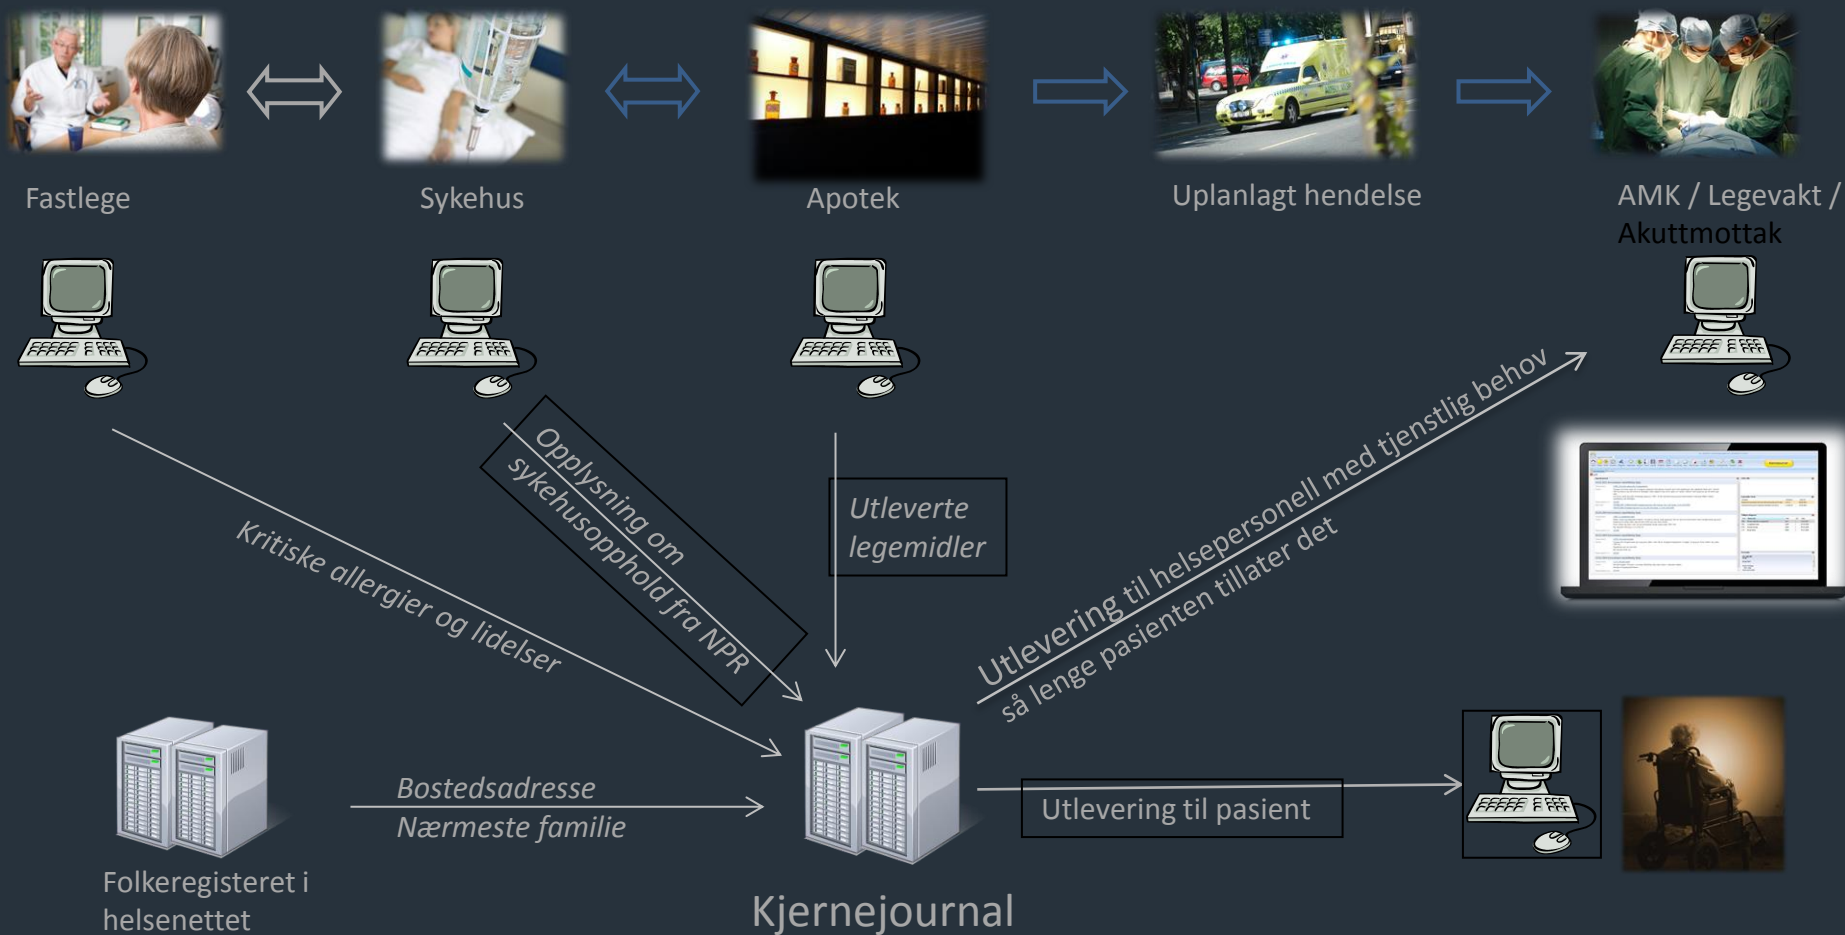 Fastlege
Sykehus
Apotek
Uplanlagt hendelse
AMK / Legevakt /
Akuttmottak
Kritiske allergier og lidelser
Opplysning om
sykehusopphold fra NPR
Utleverte
legemidler
Utlevering til helsepersonell med tjenstlig behov
så lenge pasienten tillater det
Bostedsadresse
Nærmeste familie
Utlevering til pasient
Folkeregisteret i
helsenettet
Kjernejournal